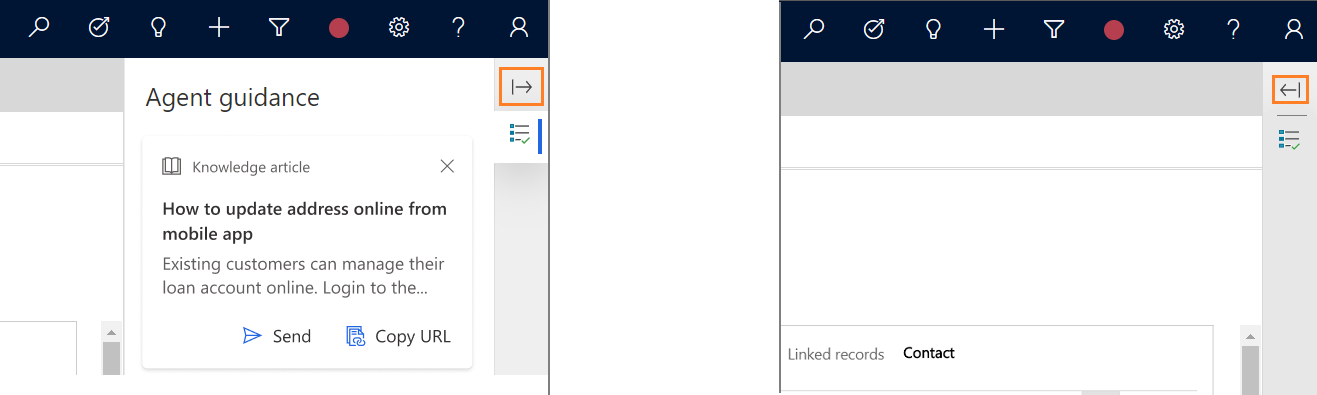 Agent guidance
Knowledge article
How to update address online from
mobile app
Existing customers can manage their
loan account online. Login to the...
Send
Copy URL
Linked records Contact